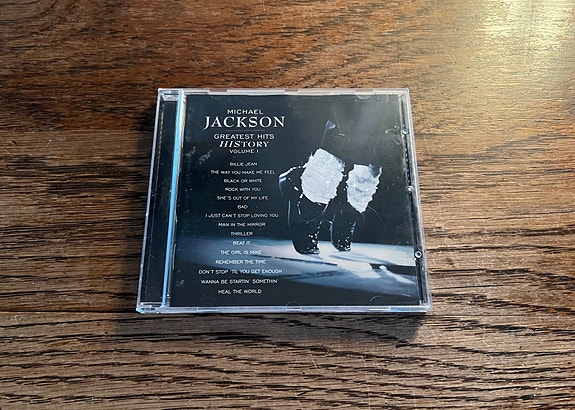 MICHAEL
JACKSON
GREATEST HITS
HISTORY
VOLUME I
BILLIE JEAN
THE WAY YOU MAKE ME FEEL
BLACK OR WHITE
ROCK WITH YOU
SHE'S OUT OF MY LIFE
BAD
I JUST CAN'T STOP LOVING YOU
MAN IN THE MIRROR
THRILLER
BEAT IT
THE GIRL IS MINE
REMEMBER THE TIME
DON'T STOP 'TIL YOU GET ENOUGH
WANNA BE STARTIN' SOMETHIN'
HEAL THE WORLD